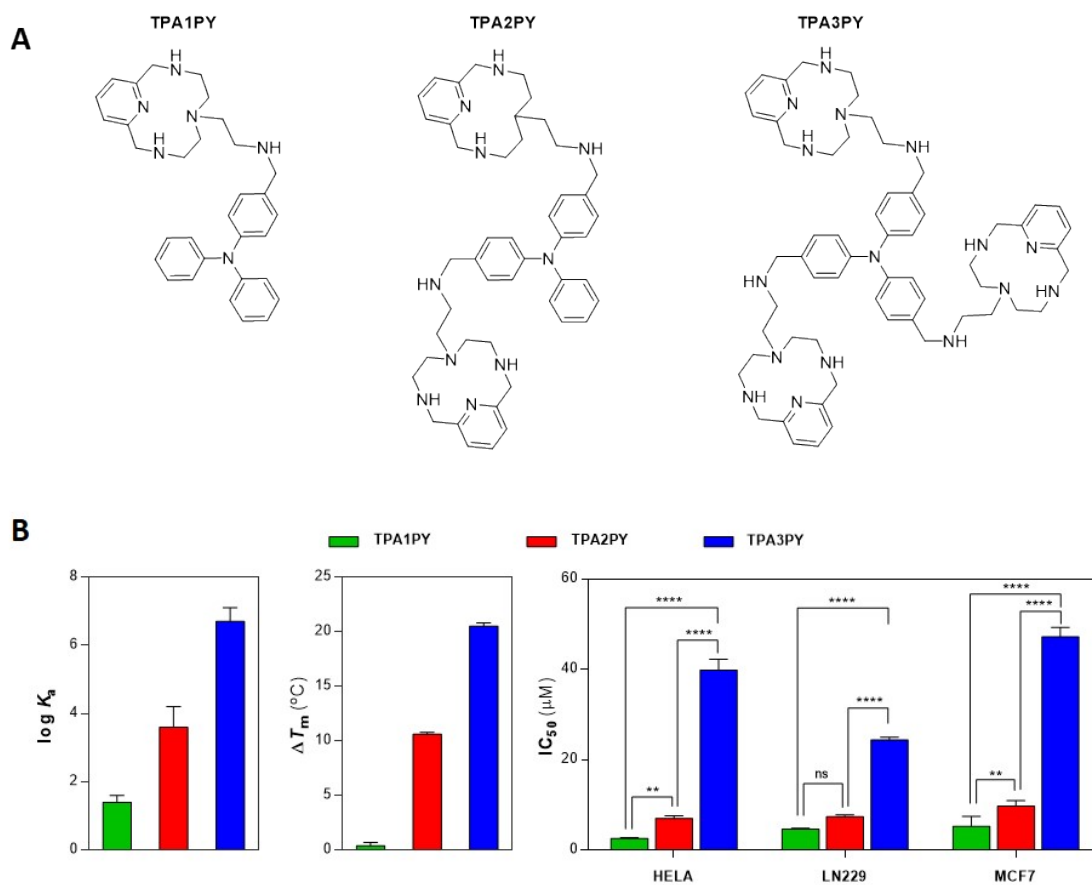 A
TPA1PY
TPA2PY
TPA3PY
H
N
N
N
H
N
NH
N
H
N
N
H
N
NH
N
HN
N
NH
NH
N
H
N
N
N
H
N
NH
N
HN
N
NH
NH
N
NH
N
HN
N
HN
B
TPA1PY
TPA2PY
TPA3PY
log Ka
8
6
4
2
0
ΔTm (ºC)
25
20
15
10
5
0
IC50 (µM)
60
40
20
0
****
****
**
****
****
ns
****
****
**
HELA
LN229
MCF7